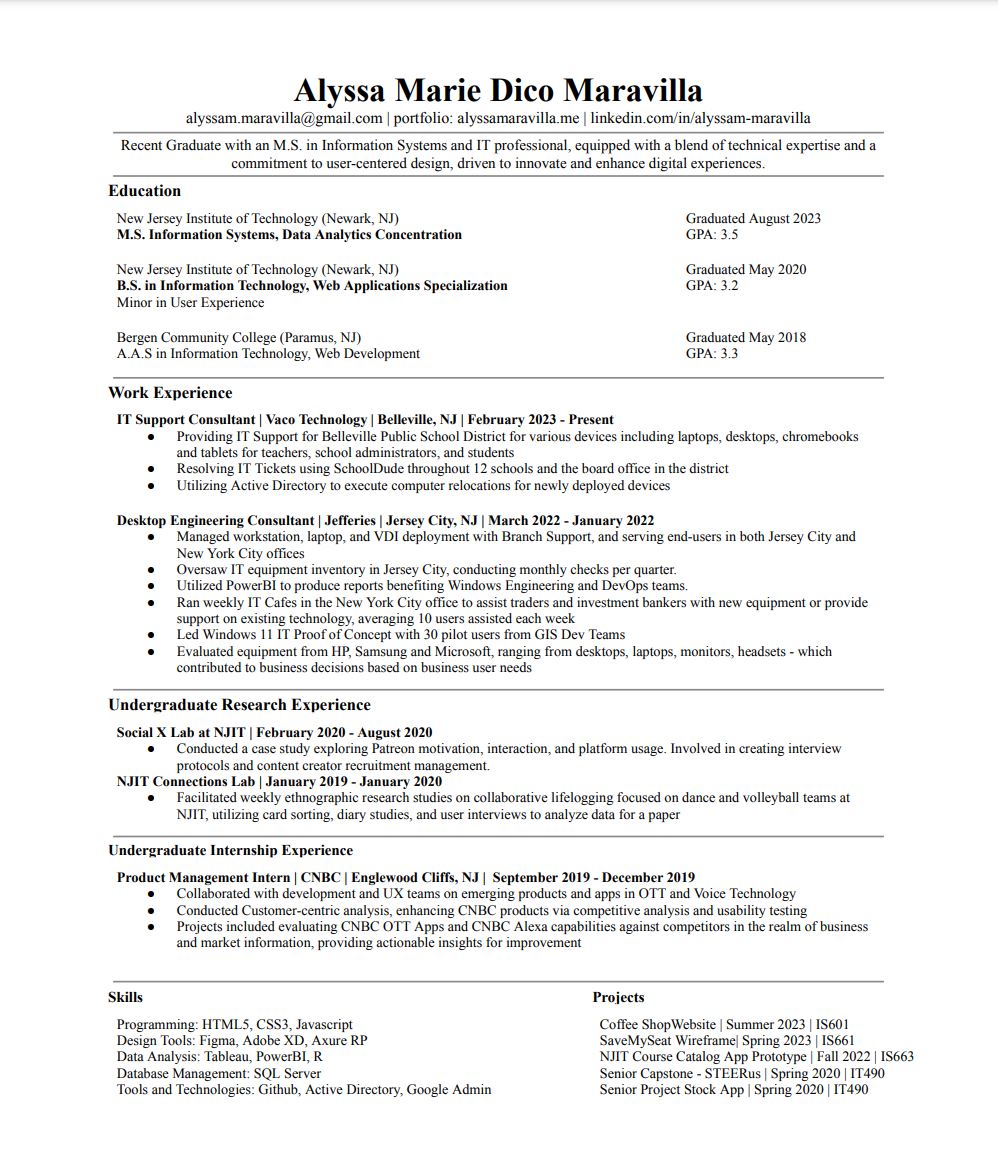 Alyssa Marie Dico Maravilla
alyssam.maravilla@gmail.com | portfolio: alyssamaravilla.me | linkedin.com/in/alyssam-maravilla
Recent Graduate with an M.S. in Information Systems and IT professional, equipped with a blend of technical expertise and a
commitment to user-centered design, driven to innovate and enhance digital experiences.
Education
New Jersey Institute of Technology (Newark, NJ) Graduated August 2023
M.S. Information Systems, Data Analytics Concentration GPA: 3.5
New Jersey Institute of Technology (Newark, NJ) Graduated May 2020
B.S. in Information Technology, Web Applications Specialization GPA: 3.2
Minor in User Experience
Bergen Community College (Paramus, NJ) Graduated May 2018
A.A.S in Information Technology, Web Development GPA: 3.3
Work Experience
IT Support Consultant | Vaco Technology | Belleville, NJ | February 2023 - Present
● Providing IT Support for Belleville Public School District for various devices including laptops, desktops, chromebooks
and tablets for teachers, school administrators, and students
● Resolving IT Tickets using SchoolDude throughout 12 schools and the board office in the district
● Utilizing Active Directory to execute computer relocations for newly deployed devices
Desktop Engineering Consultant | Jefferies | Jersey City, NJ | March 2022 - January 2022
● Managed workstation, laptop, and VDI deployment with Branch Support, and serving end-users in both Jersey City and
New York City offices
● Oversaw IT equipment inventory in Jersey City, conducting monthly checks per quarter.
● Utilized PowerBI to produce reports benefiting Windows Engineering and DevOps teams.
● Ran weekly IT Cafes in the New York City office to assist traders and investment bankers with new equipment or provide
support on existing technology, averaging 10 users assisted each week
● Led Windows 11 IT Proof of Concept with 30 pilot users from GIS Dev Teams
● Evaluated equipment from HP, Samsung and Microsoft, ranging from desktops, laptops, monitors, headsets - which
contributed to business decisions based on business user needs
Undergraduate Research Experience
Social X Lab at NJIT | February 2020 - August 2020
● Conducted a case study exploring Patreon motivation, interaction, and platform usage. Involved in creating interview
protocols and content creator recruitment management.
NJIT Connections Lab | January 2019 - January 2020
● Facilitated weekly ethnographic research studies on collaborative lifelogging focused on dance and volleyball teams at
NJIT, utilizing card sorting, diary studies, and user interviews to analyze data for a paper
Undergraduate Internship Experience
Product Management Intern | CNBC | Englewood Cliffs, NJ | September 2019 - December 2019
● Collaborated with development and UX teams on emerging products and apps in OTT and Voice Technology
● Conducted Customer-centric analysis, enhancing CNBC products via competitive analysis and usability testing
● Projects included evaluating CNBC OTT Apps and CNBC Alexa capabilities against competitors in the realm of business
and market information, providing actionable insights for improvement
Skills
Programming: HTML5, CSS3, Javascript
Design Tools: Figma, Adobe XD, Axure RP
Data Analysis: Tableau, PowerBI, R
Database Management: SQL Server
Tools and Technologies: Github, Active Directory, Google Admin
Projects
Coffee ShopWebsite | Summer 2023 | IS601
SaveMySeat Wireframe| Spring 2023 | IS661
NJIT Course Catalog App Prototype | Fall 2022 | IS663
Senior Capstone - STEERus | Spring 2020 | IT490
Senior Project Stock App | Spring 2020 | IT490